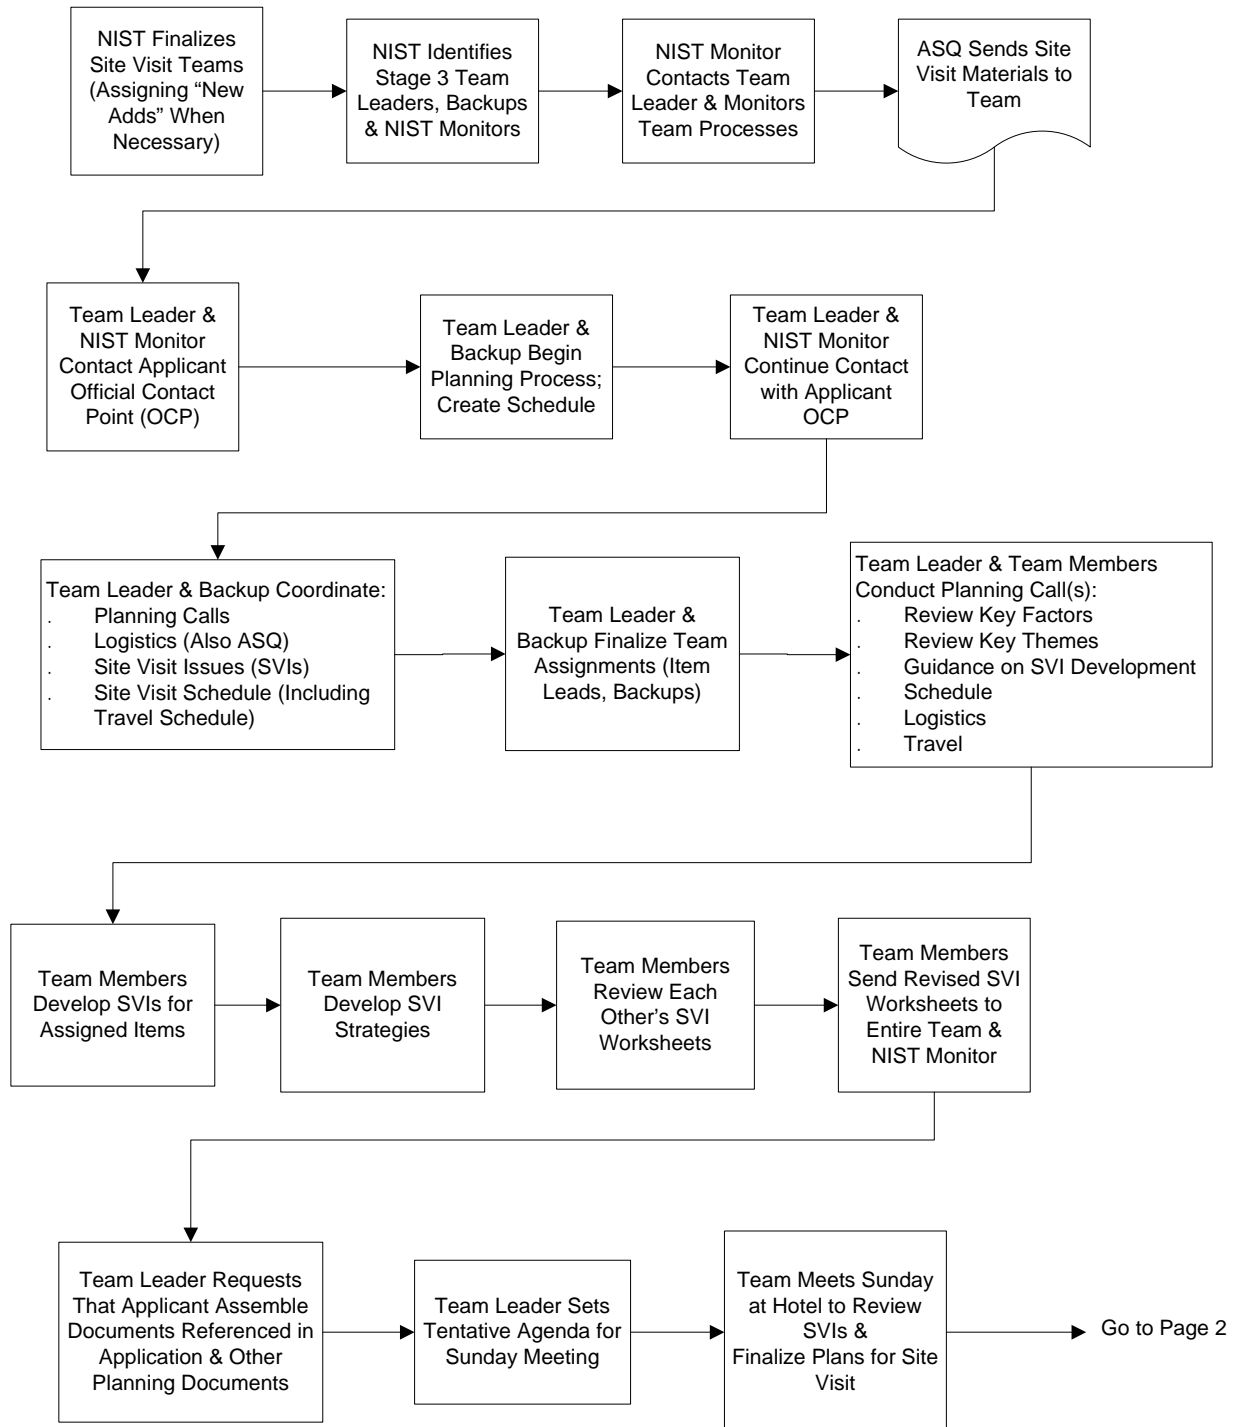 NIST Finalizes
Site Visit Teams
(Assigning “New
Adds” When
Necessary)
NIST Identifies
Stage 3 Team
Leaders, Backups
& NIST Monitors
NIST Monitor
Contacts Team
Leader & Monitors
Team Processes
ASQ Sends Site
Visit Materials to
Team
Team Leader &
NIST Monitor
Contact Applicant
Official Contact
Point (OCP)
Team Leader &
Backup Begin
Planning Process;
Create Schedule
Team Leader &
NIST Monitor
Continue Contact
with Applicant
OCP
Team Leader & Backup Coordinate:
. Planning Calls
. Logistics (Also ASQ)
. Site Visit Issues (SVIs)
. Site Visit Schedule (Including
Travel Schedule)
Team Leader &
Backup Finalize Team
Assignments (Item
Leads, Backups)
Team Leader & Team Members
Conduct Planning Call(s):
. Review Key Factors
. Review Key Themes
. Guidance on SVI Development
. Schedule
. Logistics
. Travel
Team Members
Develop SVIs for
Assigned Items
Team Members
Develop SVI
Strategies
Team Members
Review Each
Other’s SVI
Worksheets
Team Members
Send Revised SVI
Worksheets to
Entire Team &
NIST Monitor
Team Leader Requests
That Applicant Assemble
Documents Referenced in
Application & Other
Planning Documents
Team Leader Sets
Tentative Agenda for
Sunday Meeting
Team Meets Sunday
at Hotel to Review
SVIs &
Finalize Plans for Site
Visit
Go to Page 2